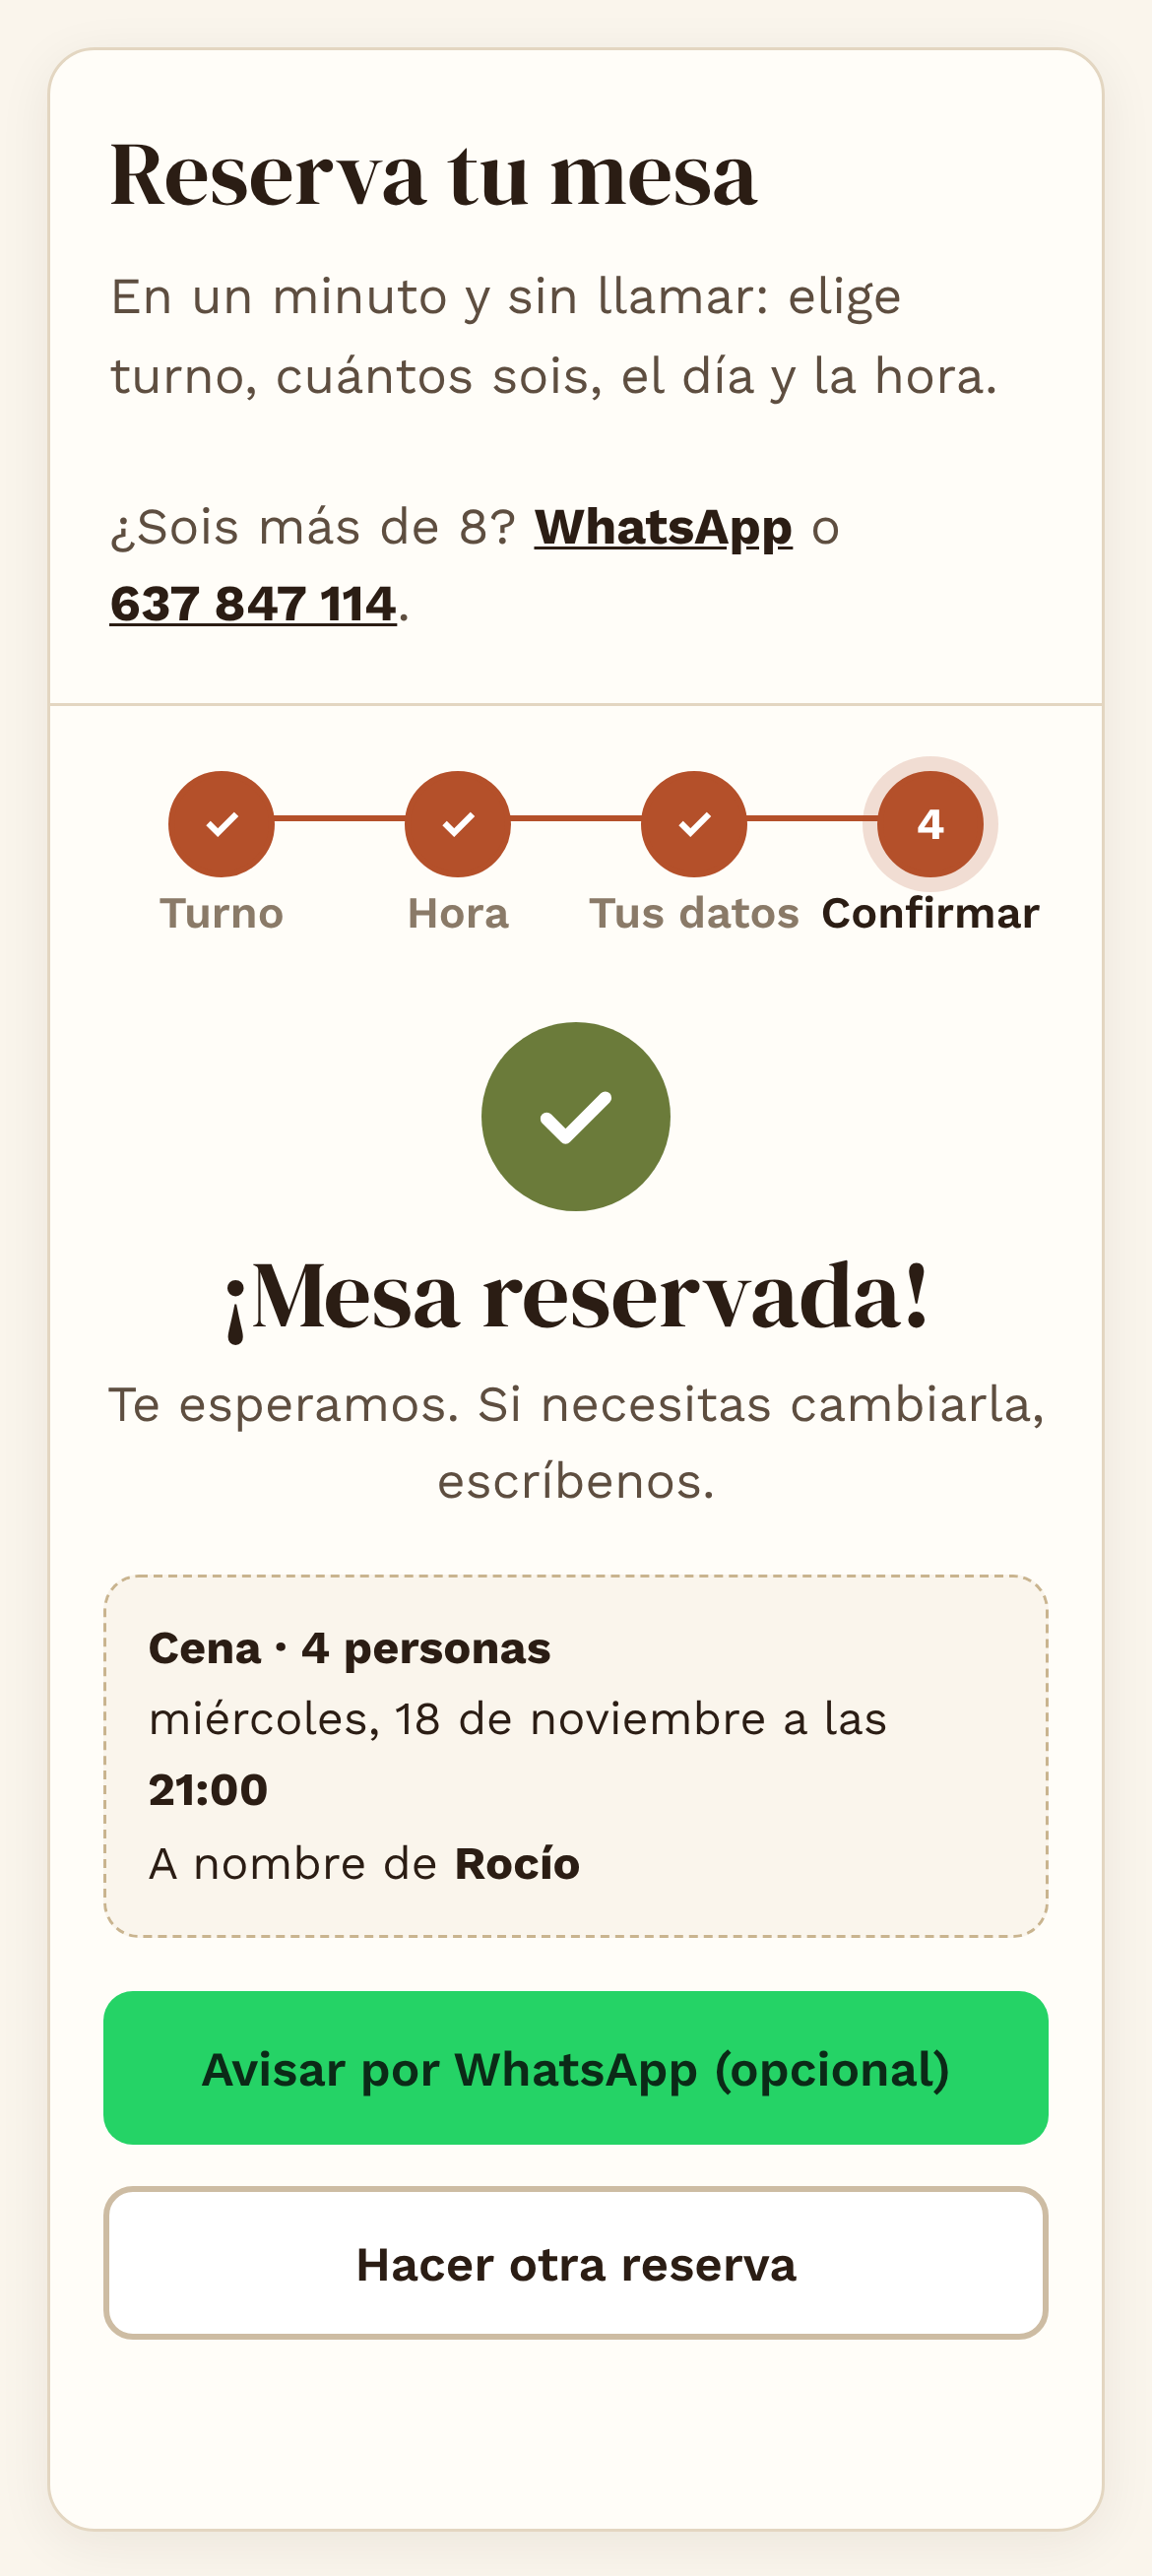 Reserva tu mesa
En un minuto y sin llamar: elige
turno, cuántos sois, el día y la hora.
¿Sois más de 8? WhatsApp o
637 847 114.
4
Turno Hora Tus datos Confirmar
¡Mesa reservada!
Te esperamos. Si necesitas cambiarla,
escríbenos.
Cena · 4 personas
miércoles, 18 de noviembre a las
21:00
A nombre de Rocío
Avisar por WhatsApp (opcional)
Hacer otra reserva